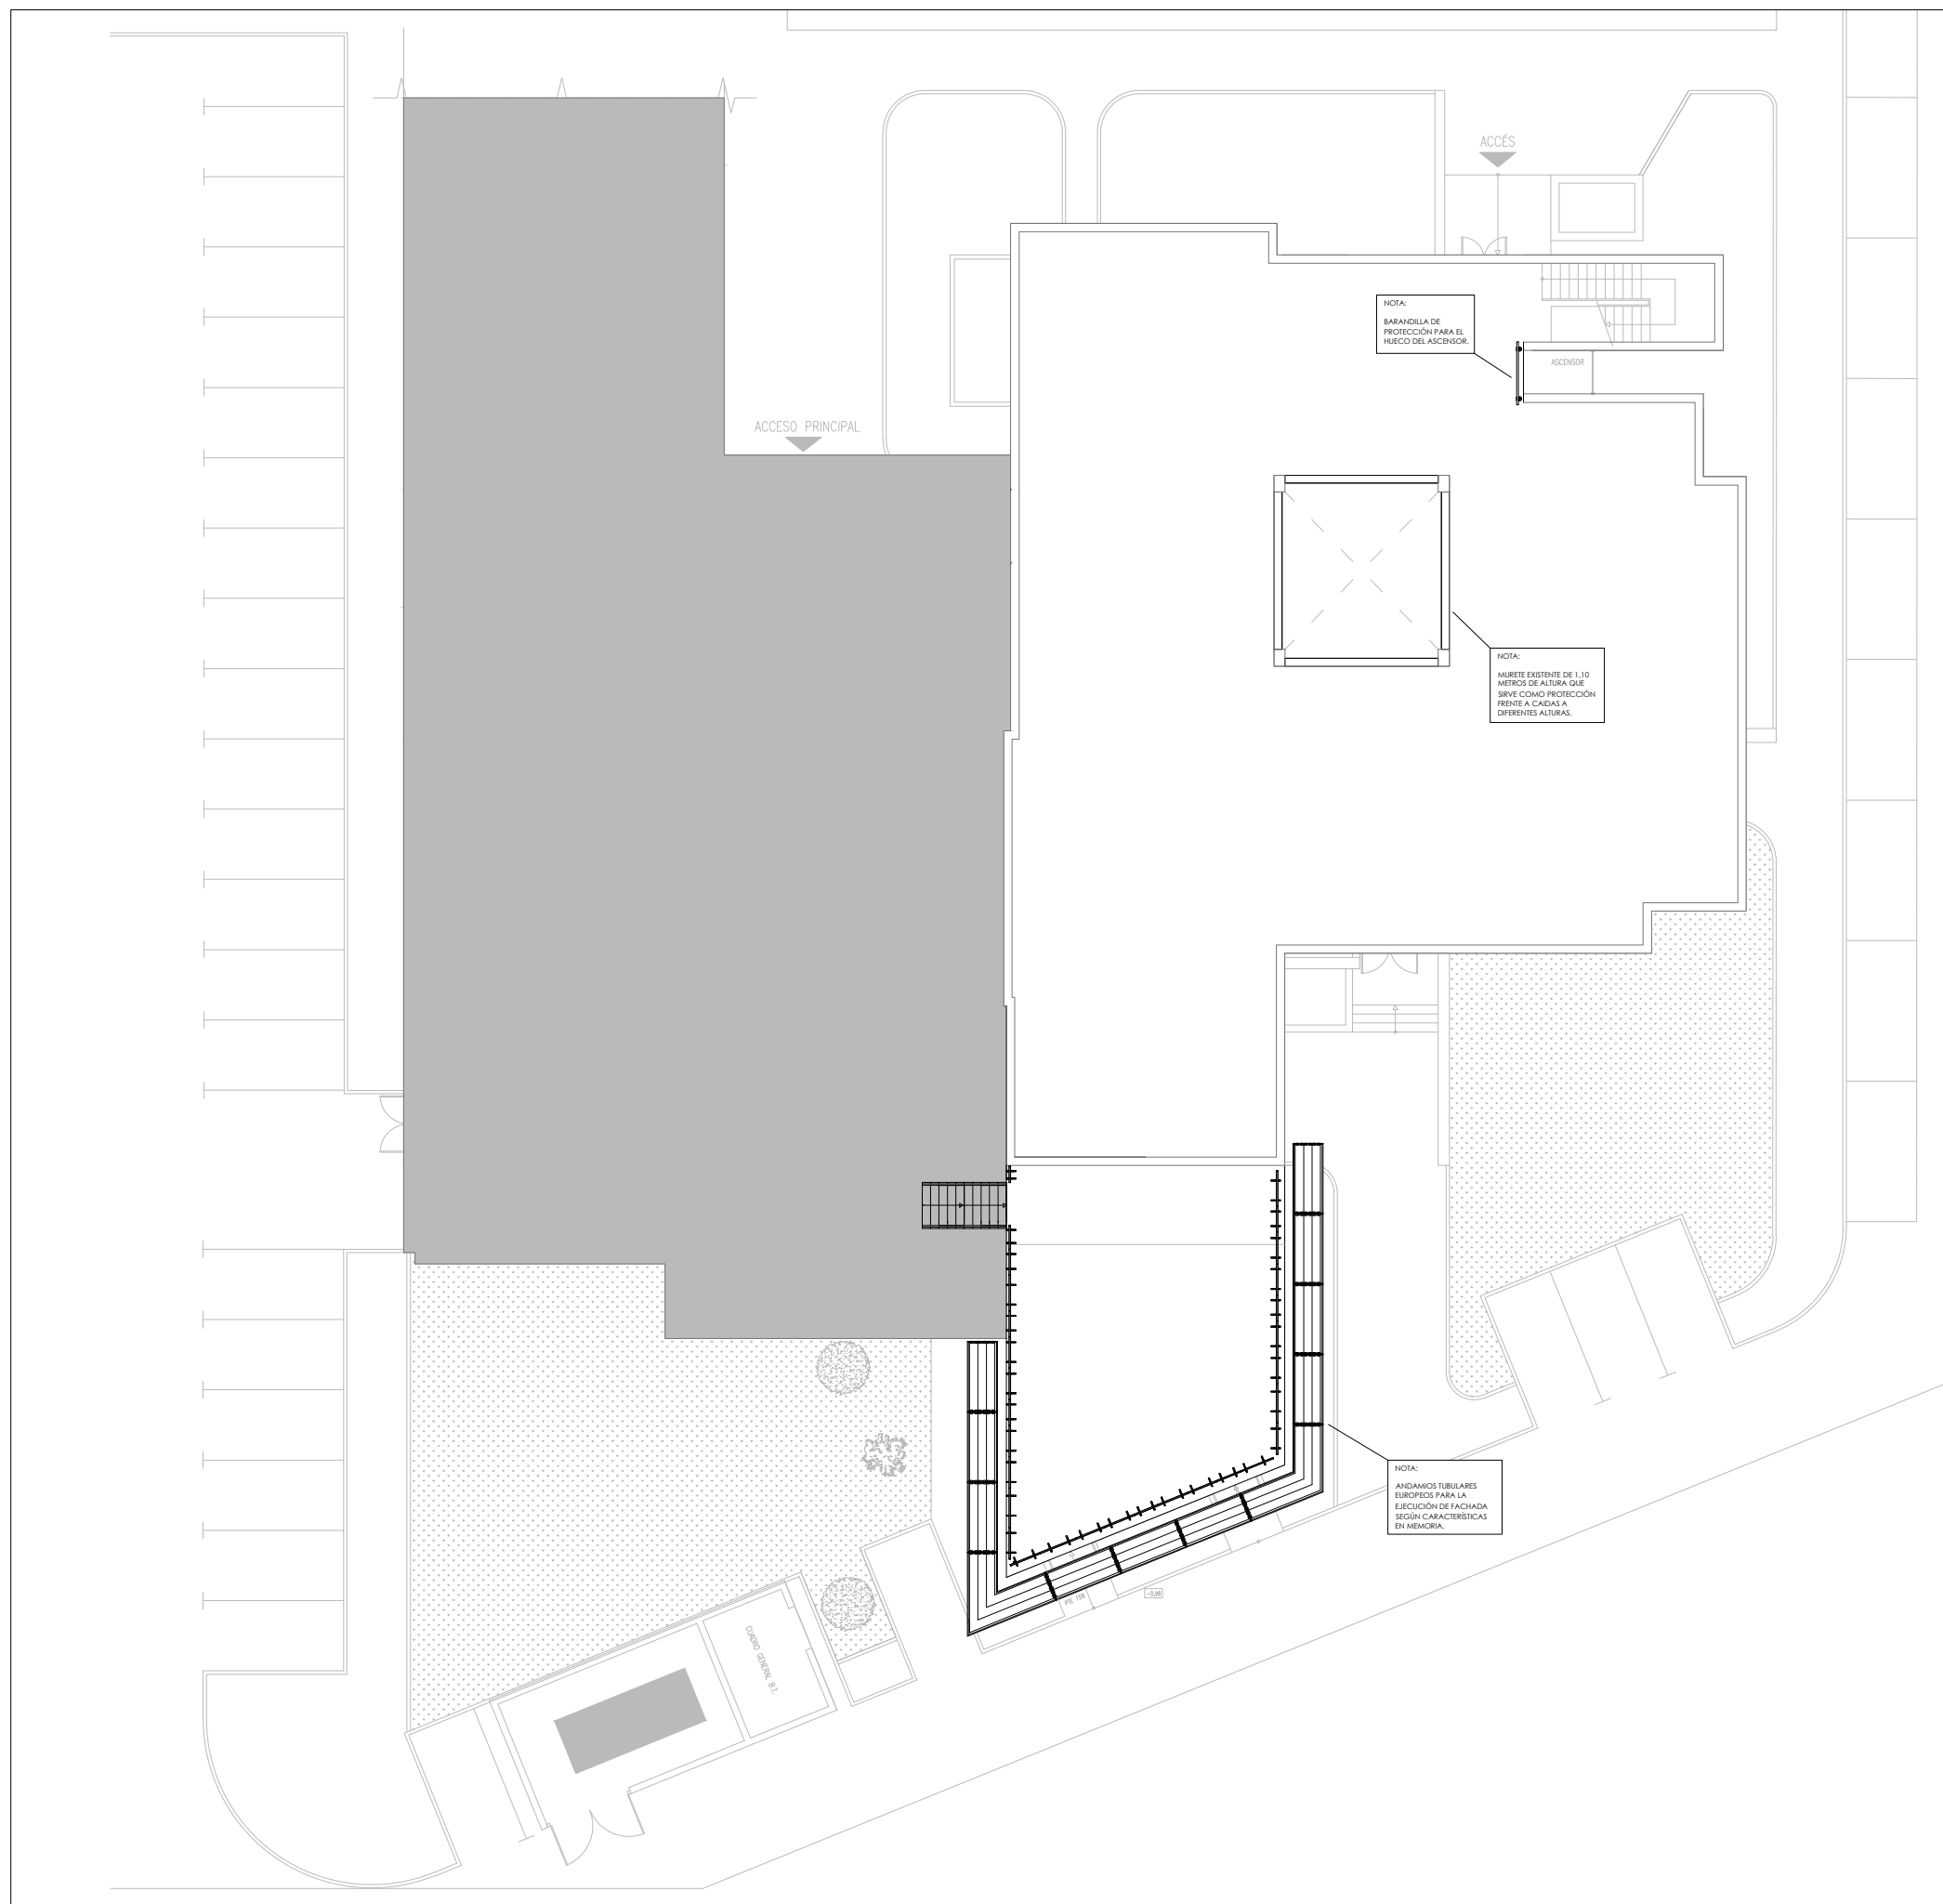 ACCÉS
NOTA:
BARANDILLA DE
PROTECCIÓN PARA EL
HUECO DEL ASCENSOR.
ASCENSOR
ACCESO PRINCIPAL
NOTA:
MURETE EXISTENTE DE 1,10
METROS DE ALTURA QUE
SIRVE COMO PROTECCIÓN
FRENTE A CAIDAS A
DIFERENTES ALTURAS.
NOTA:
ANDAMIOS TUBULARES
EUROPEOS PARA LA
EJECUCIÓN DE FACHADA
SEGÚN CARACTERÍSTICAS
EN MEMORIA.
-0,98
CUADRO GENERAL B.T.